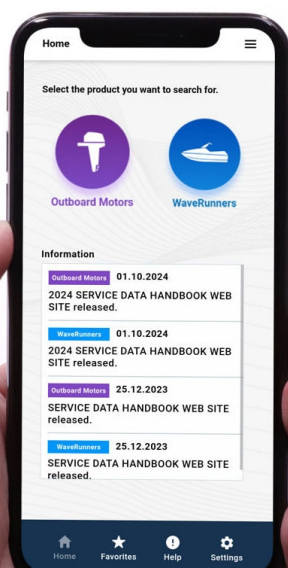 Home
Select the product you want to search for.
Outboard Motors
WaveRunners
Information
Outboard Motors 01.10.2024
2024 SERVICE DATA HANDBOOK WEB
SITE released.
WaveRunners 01.10.2024
2024 SERVICE DATA HANDBOOK WEB
SITE released.
Outboard Motors 25.12.2023
SERVICE DATA HANDBOOK WEB SITE
released.
WaveRunners 25.12.2023
SERVICE DATA HANDBOOK WEB SITE
released.
Home
Favorites
Help
Settings